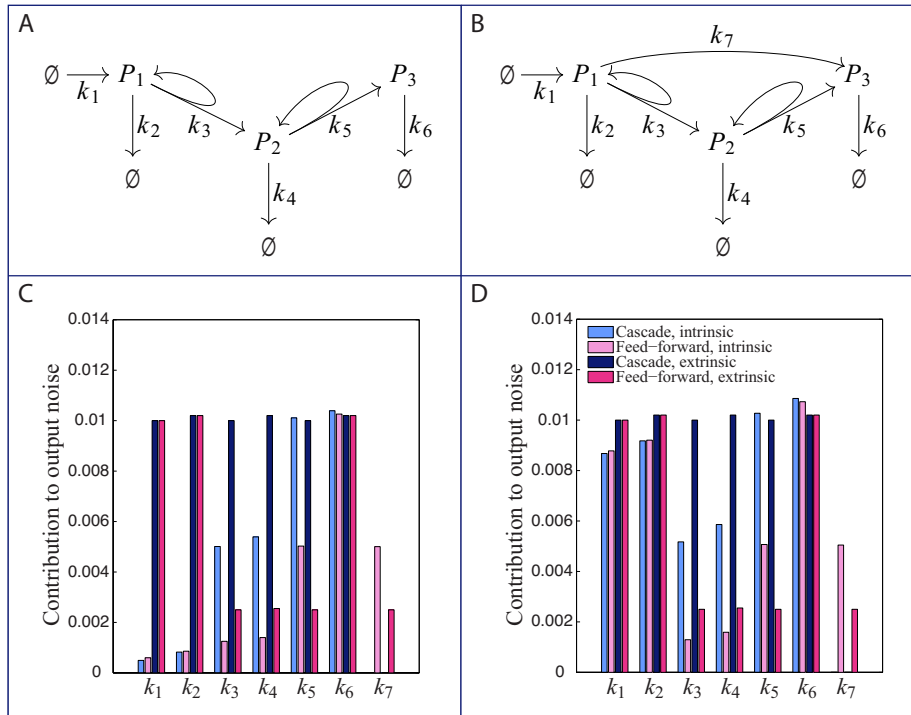 A
∅ k1 P1 k2 ∅ k3 P2 k4 ∅ k5 P3 k6 ∅
B
∅ k1 P1 k2 ∅ k3 P2 k4 ∅ k5 P3 k6 ∅ k7
C
Contribution to output noise
0.014
0.012
0.01
0.008
0.006
0.004
0.002
0
k1 k2 k3 k4 k5 k6 k7
D
Contribution to output noise
0.014
0.012
0.01
0.008
0.006
0.004
0.002
0
Cascade, intrinsic
Feed-forward, intrinsic
Cascade, extrinsic
Feed-forward, extrinsic
k1 k2 k3 k4 k5 k6 k7